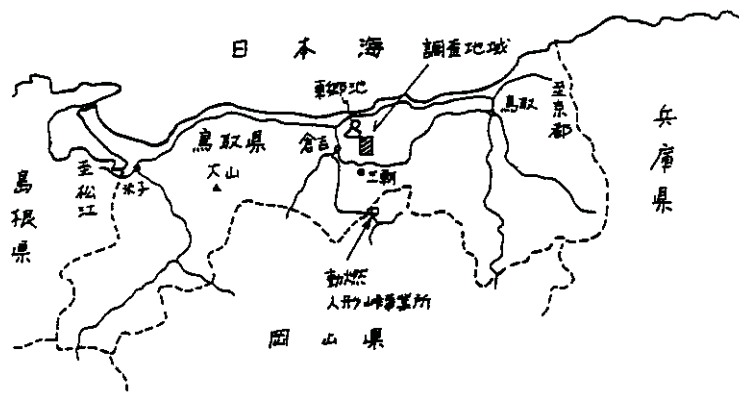 日本海
調査地域
東郷池
鳥取
至京都
兵庫県
鳥取県
倉吉
大山
三朝
至松江
米子
島根県
動燃
人形峠事業所
岡山県